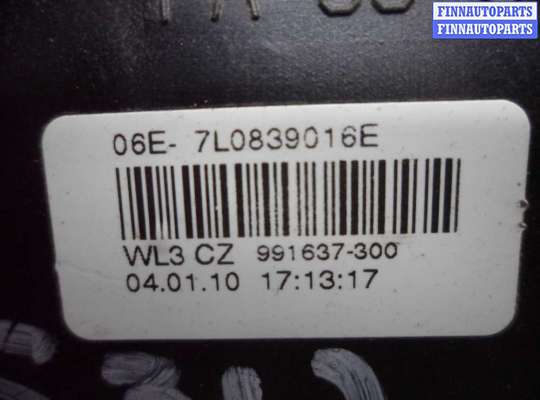 FINNAUTOPARTS
FINNAUTOPARTS
06E- 7L0839016E
WL3 CZ 991637-300
04.01.10 17:13:17